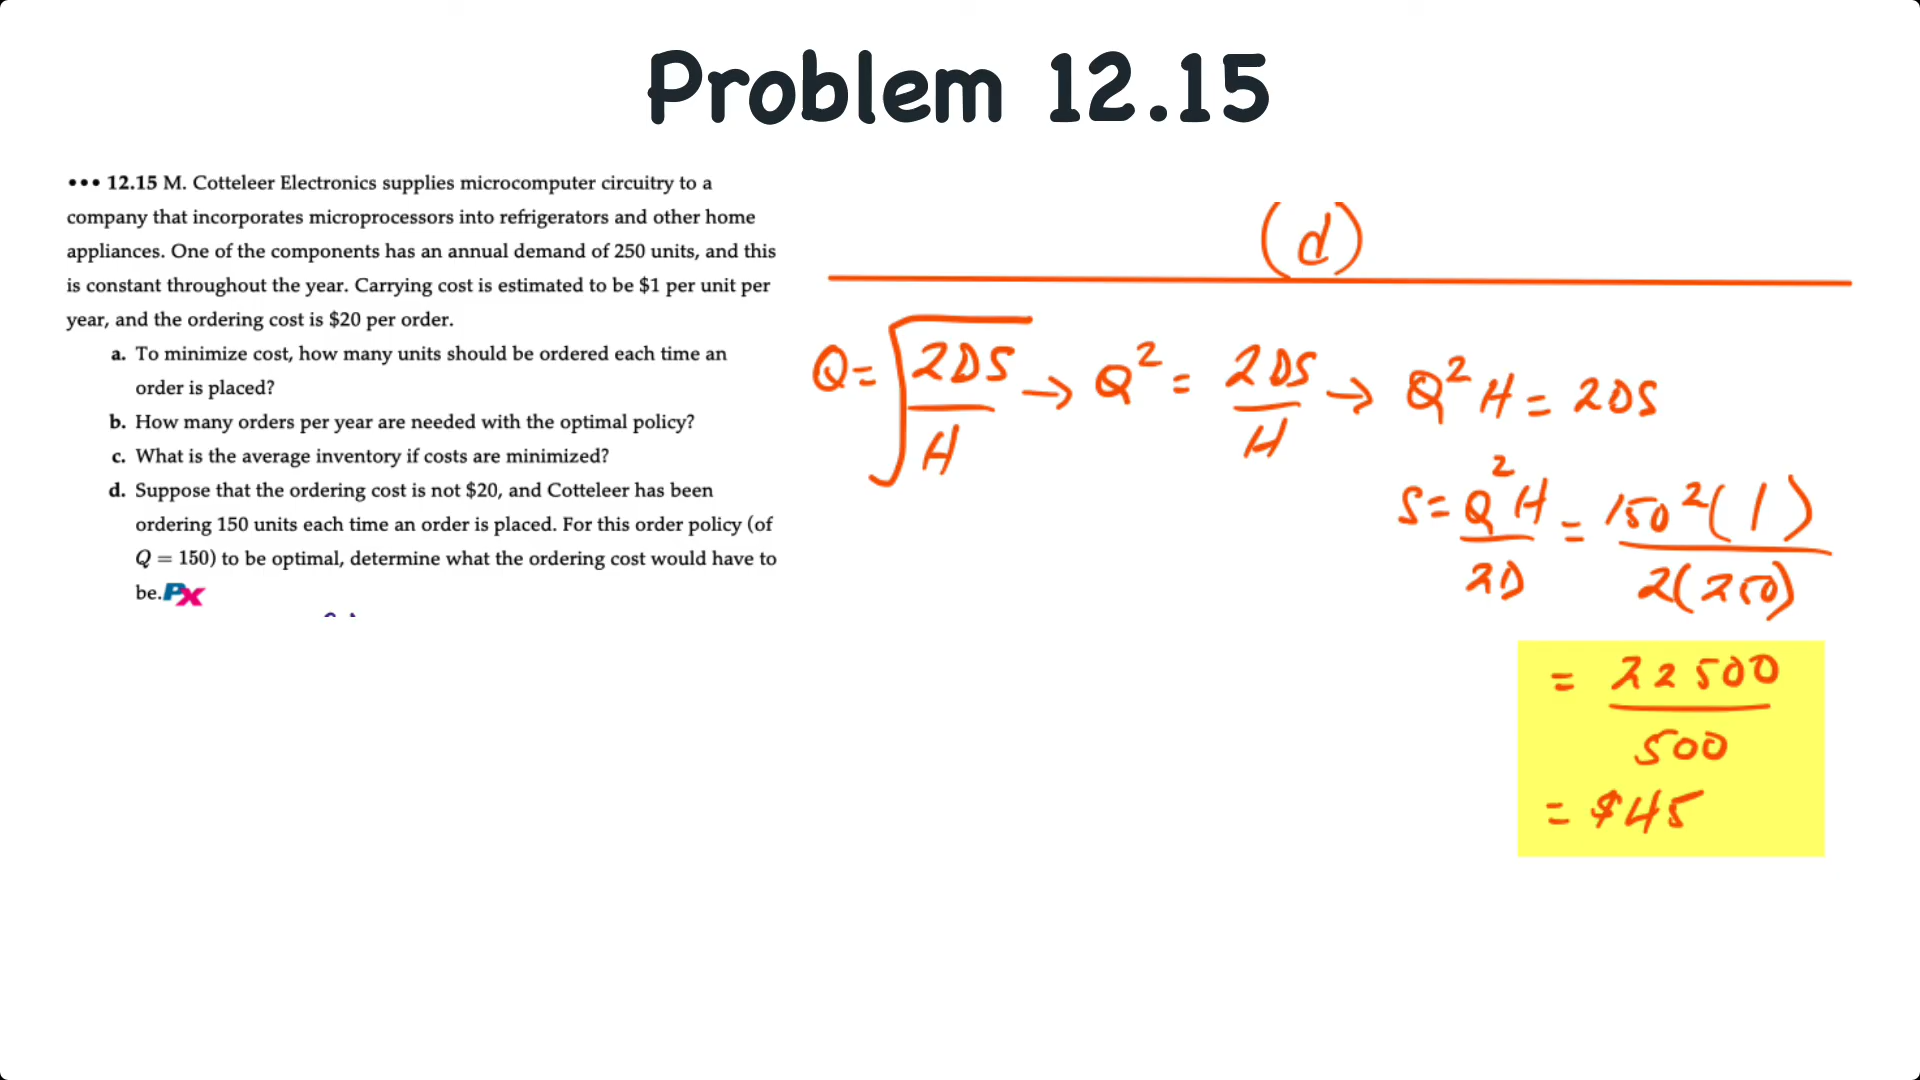 Problem 12.15
••• 12.15 M. Cotteleer Electronics supplies microcomputer circuitry to a
company that incorporates microprocessors into refrigerators and other home
appliances. One of the components has an annual demand of 250 units, and this
is constant throughout the year. Carrying cost is estimated to be $1 per unit per
year, and the ordering cost is $20 per order.
a. To minimize cost, how many units should be ordered each time an
order is placed?
b. How many orders per year are needed with the optimal policy?
c. What is the average inventory if costs are minimized?
d. Suppose that the ordering cost is not $20, and Cotteleer has been
ordering 150 units each time an order is placed. For this order policy (of
Q = 150) to be optimal, determine what the ordering cost would have to
be. PX
(d)
Q = √(2DS/H) → Q² = 2DS/H → Q²H = 2DS
S = Q²H/2D = 150²(1)/2(250)
= 22500/500
= $45